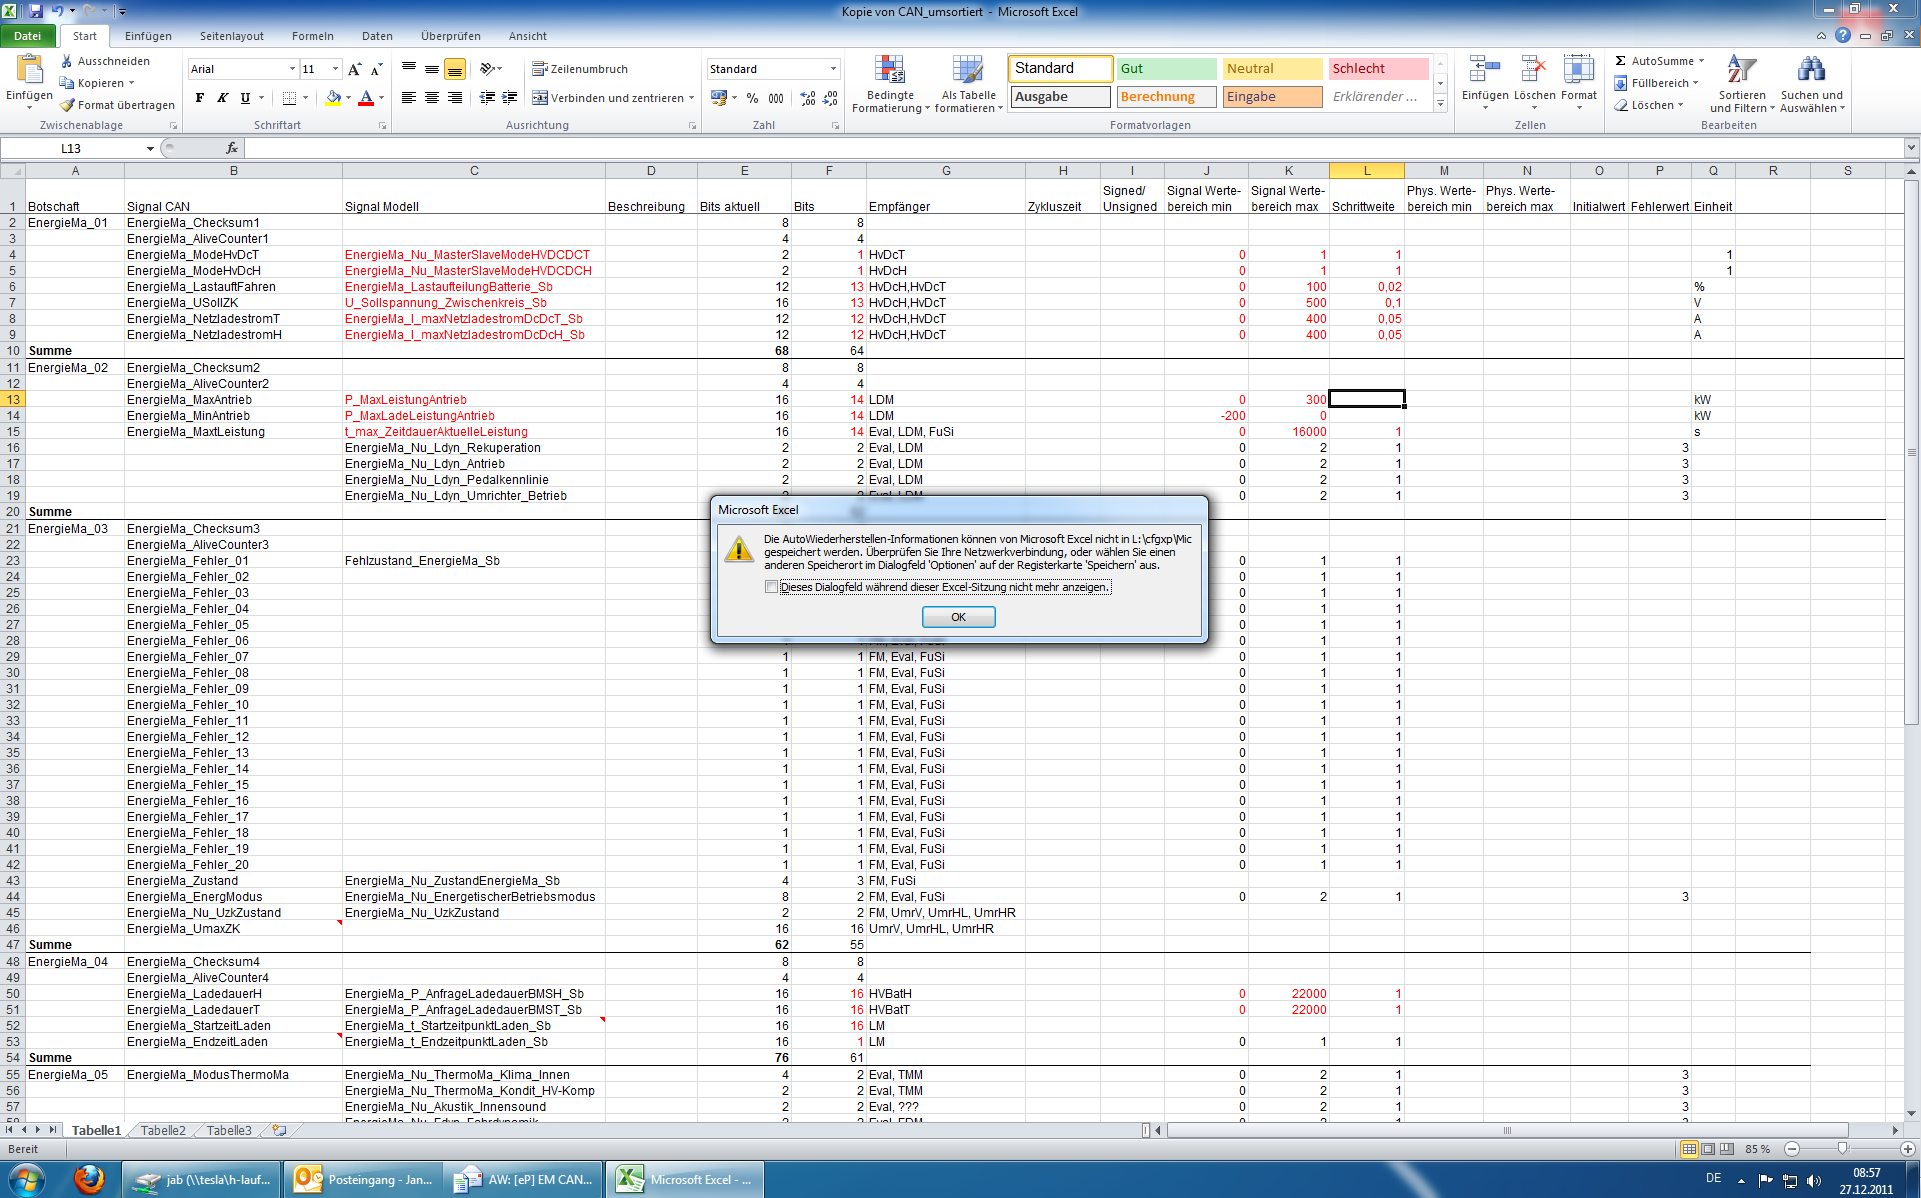 Kopie von CAN_umsortiert - Microsoft Excel
Datei Start Einfügen Seitenlayout Formeln Daten Überprüfen Ansicht
Einfügen Ausschneiden Kopieren Format übertragen
Zwischenablage
Arial 11
F K U
Schriftart
Zeilenumbruch
Verbinden und zentrieren
Ausrichtung
Standard
% 000
Zahl
Bedingte Formatierung Als Tabelle formatieren
Standard Gut Neutral Schlecht
Ausgabe Berechnung Eingabe Erklärender ...
Formatvorlagen
Einfügen Löschen Format
Zellen
Σ AutoSumme
Füllbereich
Löschen
Sortieren und Filtern Suchen und Auswählen
Bearbeiten
L13 fx
A B C D E F G H I J K L M N O P Q R S
1 Botschaft Signal CAN Signal Modell Beschreibung Bits aktuell Bits Empfänger Zykluszeit Signed/ Unsigned Signal Werte- bereich min Signal Werte- bereich max Schrittweite Phys. Werte- bereich min Phys. Werte- bereich max Initialwert Fehlerwert Einheit
2 EnergieMa_01 EnergieMa_Checksum1 8 8
3 EnergieMa_AliveCounter1 4 4
4 EnergieMa_ModeHvDcT EnergieMa_Nu_MasterSlaveModeHVDCDCT 2 1 HvDcT 0 1 1 1
5 EnergieMa_ModeHvDcH EnergieMa_Nu_MasterSlaveModeHVDCDCH 2 1 HvDcH 0 1 1 1
6 EnergieMa_LastauftFahren EnergieMa_LastaufteilungBatterie_Sb 12 13 HvDcH,HvDcT 0 100 0,02 %
7 EnergieMa_USollZK U_Sollspannung_Zwischenkreis_Sb 16 13 HvDcH,HvDcT 0 500 0,1 V
8 EnergieMa_NetzladestromT EnergieMa_I_maxNetzladestromDcDcT_Sb 12 12 HvDcH,HvDcT 0 400 0,05 A
9 EnergieMa_NetzladestromH EnergieMa_I_maxNetzladestromDcDcH_Sb 12 12 HvDcH,HvDcT 0 400 0,05 A
10 Summe 68 64
11 EnergieMa_02 EnergieMa_Checksum2 8 8
12 EnergieMa_AliveCounter2 4 4
13 EnergieMa_MaxAntrieb P_MaxLeistungAntrieb 16 14 LDM 0 300 kW
14 EnergieMa_MinAntrieb P_MaxLadeLeistungAntrieb 16 14 LDM -200 0 kW
15 EnergieMa_MaxtLeistung t_max_ZeitdauerAktuelleLeistung 16 14 Eval, LDM, FuSi 0 16000 1 s
16 EnergieMa_Nu_Ldyn_Rekuperation 2 2 Eval, LDM 0 2 1 3
17 EnergieMa_Nu_Ldyn_Antrieb 2 2 Eval, LDM 0 2 1 3
18 EnergieMa_Nu_Ldyn_Pedalkennlinie 2 2 Eval, LDM 0 2 1 3
19 EnergieMa_Nu_Ldyn_Umrichter_Betrieb 0 2 1 3
20 Summe
21 EnergieMa_03 EnergieMa_Checksum3
22 EnergieMa_AliveCounter3
23 EnergieMa_Fehler_01 Fehlzustand_EnergieMa_Sb 0 1 1
24 EnergieMa_Fehler_02 0 1 1
25 EnergieMa_Fehler_03 0 1 1
26 EnergieMa_Fehler_04 0 1 1
27 EnergieMa_Fehler_05 0 1 1
28 EnergieMa_Fehler_06 0 1 1
29 EnergieMa_Fehler_07 1 1 FM, Eval, FuSi 0 1 1
30 EnergieMa_Fehler_08 1 1 FM, Eval, FuSi 0 1 1
31 EnergieMa_Fehler_09 1 1 FM, Eval, FuSi 0 1 1
32 EnergieMa_Fehler_10 1 1 FM, Eval, FuSi 0 1 1
33 EnergieMa_Fehler_11 1 1 FM, Eval, FuSi 0 1 1
34 EnergieMa_Fehler_12 1 1 FM, Eval, FuSi 0 1 1
35 EnergieMa_Fehler_13 1 1 FM, Eval, FuSi 0 1 1
36 EnergieMa_Fehler_14 1 1 FM, Eval, FuSi 0 1 1
37 EnergieMa_Fehler_15 1 1 FM, Eval, FuSi 0 1 1
38 EnergieMa_Fehler_16 1 1 FM, Eval, FuSi 0 1 1
39 EnergieMa_Fehler_17 1 1 FM, Eval, FuSi 0 1 1
40 EnergieMa_Fehler_18 1 1 FM, Eval, FuSi 0 1 1
41 EnergieMa_Fehler_19 1 1 FM, Eval, FuSi 0 1 1
42 EnergieMa_Fehler_20 1 1 FM, Eval, FuSi 0 1 1
43 EnergieMa_Zustand EnergieMa_Nu_ZustandEnergieMa_Sb 4 3 FM, FuSi
44 EnergieMa_EnergModus EnergieMa_Nu_EnergetischerBetriebsmodus 8 2 FM, Eval, FuSi 0 2 1 3
45 EnergieMa_Nu_UzkZustand EnergieMa_Nu_UzkZustand 2 2 FM, UmrV, UmrHL, UmrHR
46 EnergieMa_UmaxZK 16 16 UmrV, UmrHL, UmrHR
47 Summe 62 55
48 EnergieMa_04 EnergieMa_Checksum4 8 8
49 EnergieMa_AliveCounter4 4 4
50 EnergieMa_LadedauerH EnergieMa_P_AnfrageLadedauerBMSH_Sb 16 16 HVBatH 0 22000 1
51 EnergieMa_LadedauerT EnergieMa_P_AnfrageLadedauerBMST_Sb 16 16 HVBatT 0 22000 1
52 EnergieMa_StartzeitLaden EnergieMa_t_StartzeitpunktLaden_Sb 16 16 LM
53 EnergieMa_EndzeitLaden EnergieMa_t_EndzeitpunktLaden_Sb 16 1 LM 0 1 1
54 Summe 76 61
55 EnergieMa_05 EnergieMa_ModusThermoMa EnergieMa_Nu_ThermoMa_Klima_Innen 4 2 Eval, TMM 0 2 1 3
56 EnergieMa_Nu_ThermoMa_Kondit_HV-Komp 2 2 Eval, TMM 0 2 1 3
57 EnergieMa_Nu_Akustik_Innensound 2 2 Eval, ??? 0 2 1 3
Microsoft Excel
Die AutoWiederherstellen-Informationen können von Microsoft Excel nicht in L:\cfgxp\Mic
gespeichert werden. Überprüfen Sie Ihre Netzwerkverbindung, oder wählen Sie einen
anderen Speicherort im Dialogfeld 'Optionen' auf der Registerkarte 'Speichern' aus.
Dieses Dialogfeld während dieser Excel-Sitzung nicht mehr anzeigen.
OK
Tabelle1 Tabelle2 Tabelle3
Bereit 85 %
jab (\\tesla\h-lauf... Posteingang - Jan... AW: [eP] EM CAN... Microsoft Excel - ... DE 08:57
27.12.2011